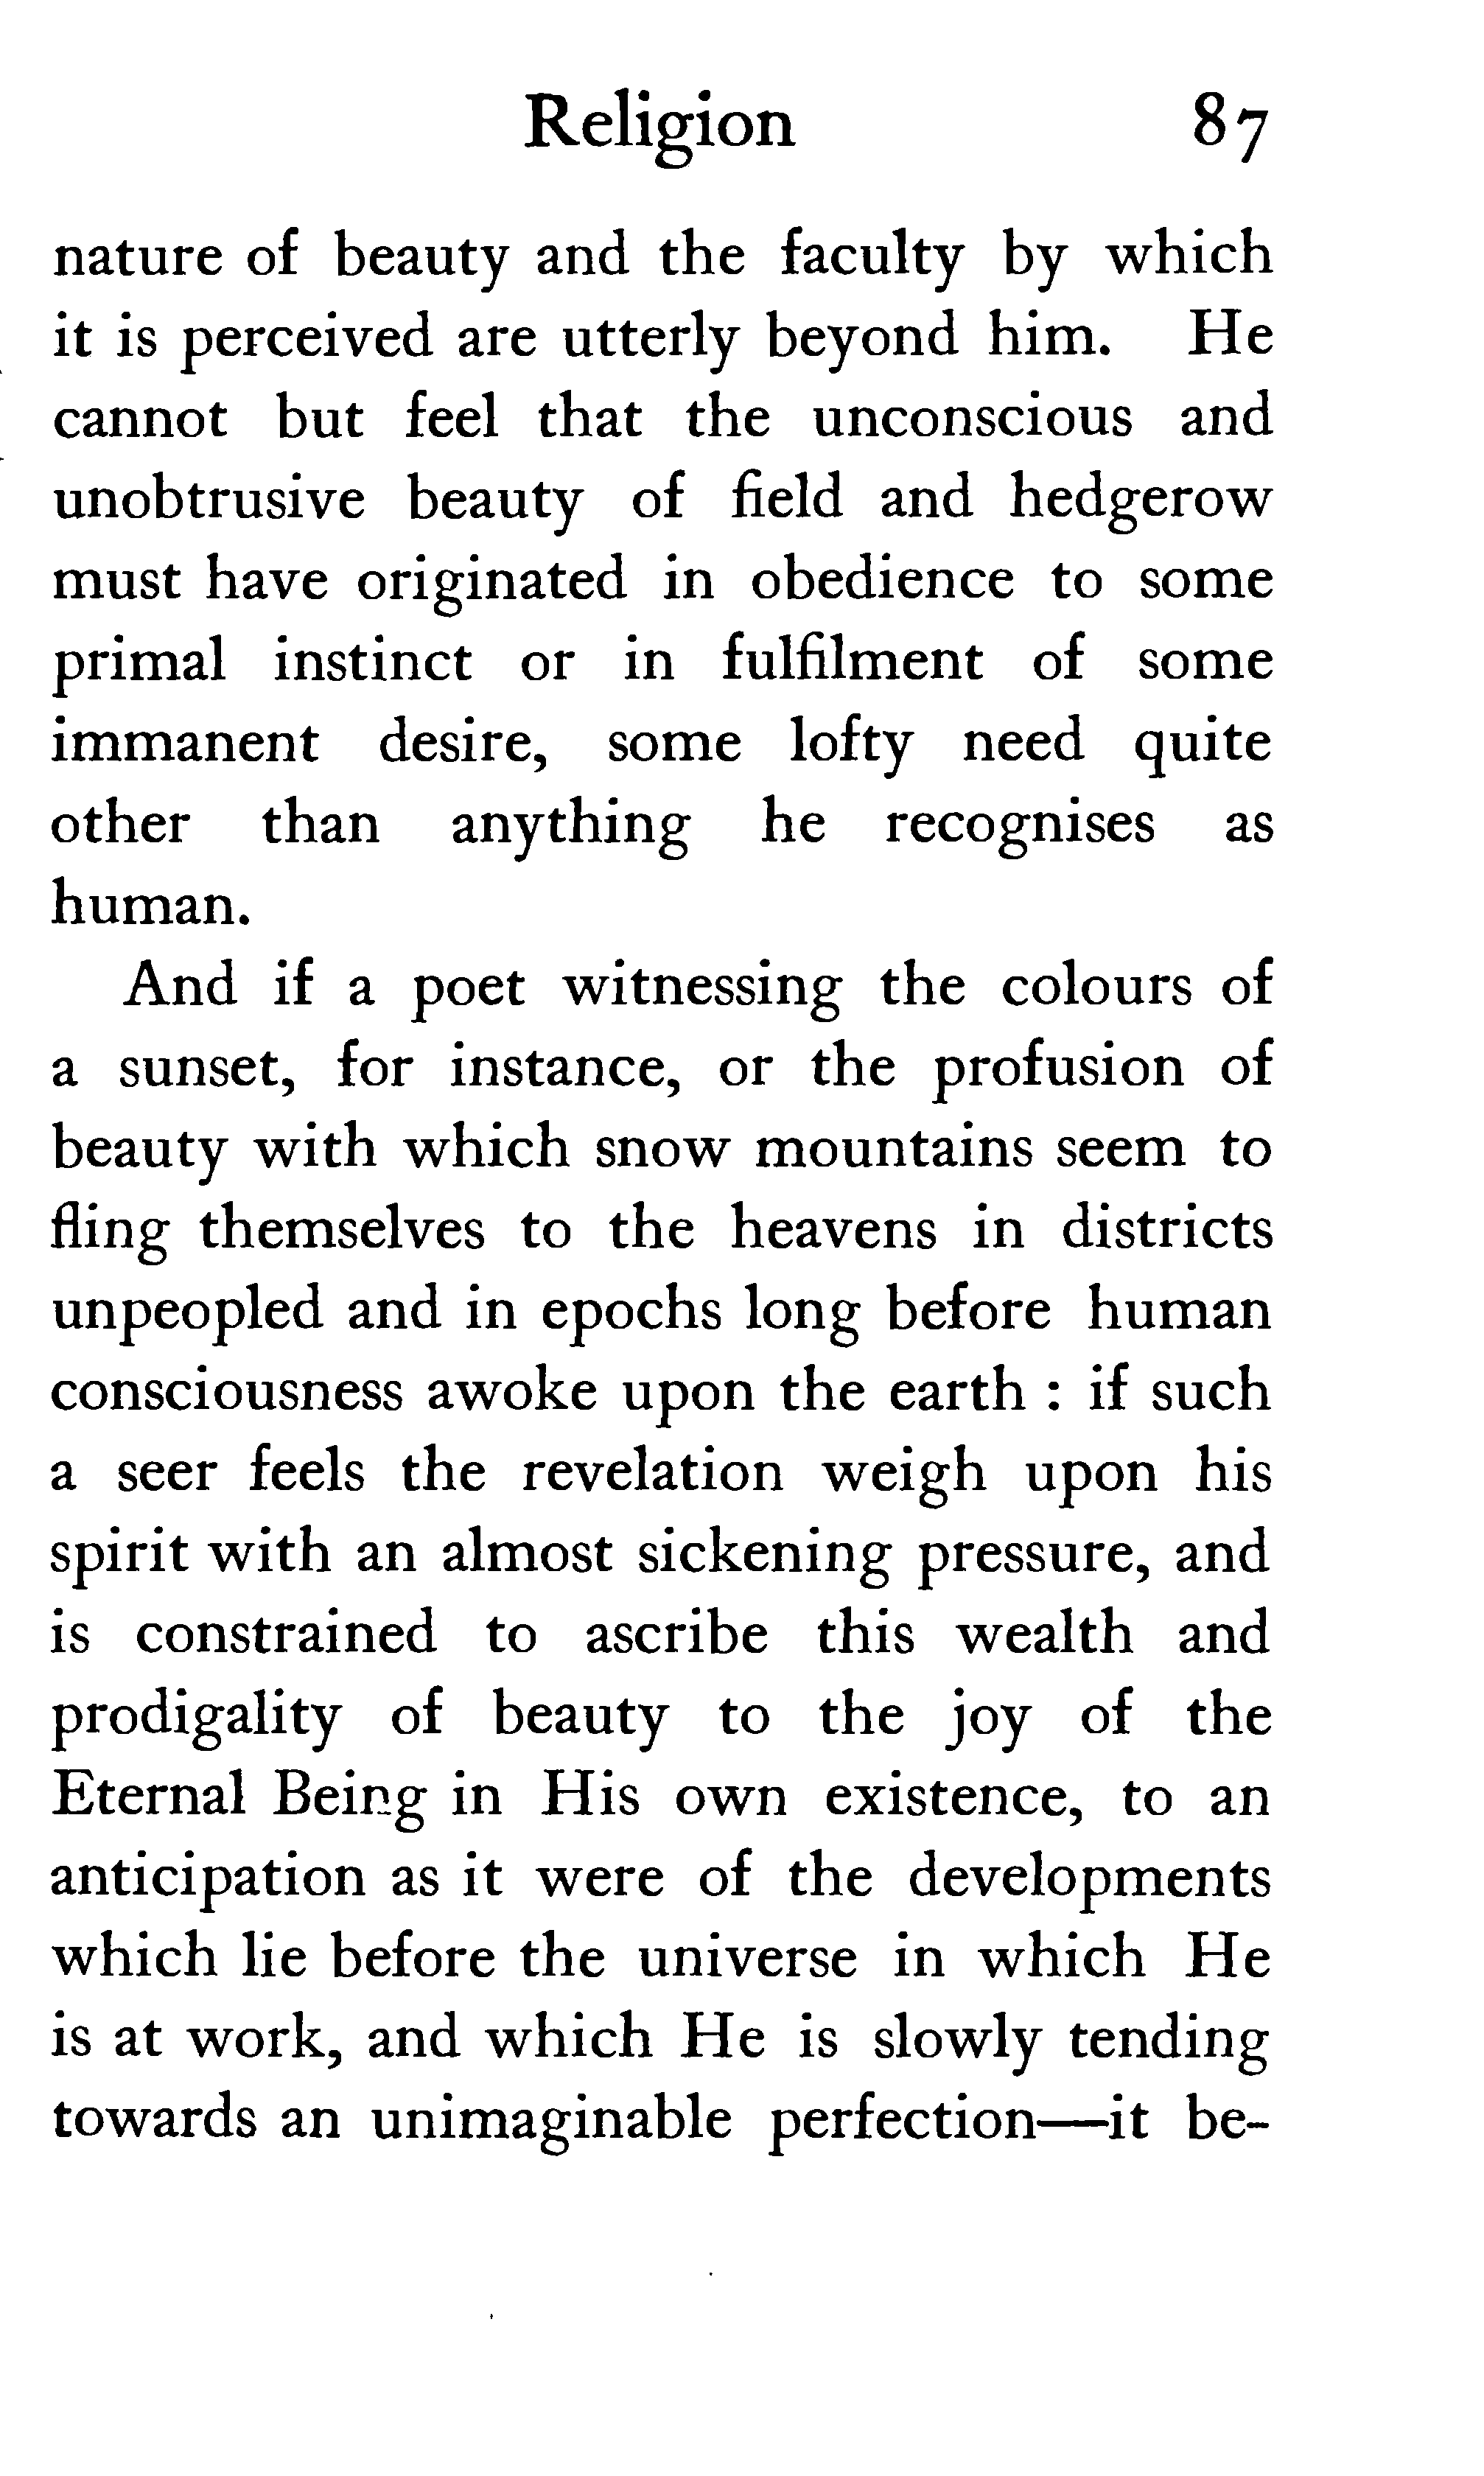 Religion 87
nature of beauty and the faculty by which
it is perceived are utterly beyond him. He
cannot but feel that the unconscious and
unobtrusive beauty of field and hedgerow
must have originated in obedience to some
primal instinct or in fulfilment of some
immanent desire, some lofty need quite
other than anything he recognises as
human.
And if a poet witnessing the colours of
a sunset, for instance, or the profusion of
beauty with which snow mountains seem to
fling themselves to the heavens in districts
unpeopled and in epochs long before human
consciousness awoke upon the earth : if such
a seer feels the revelation weigh upon his
spirit with an almost sickening pressure, and
is constrained to ascribe this wealth and
prodigality of beauty to the joy of the
Eternal Being in His own existence, to an
anticipation as it were of the developments
which lie before the universe in which He
is at work, and which He is slowly tending
towards an unimaginable perfection—it be-